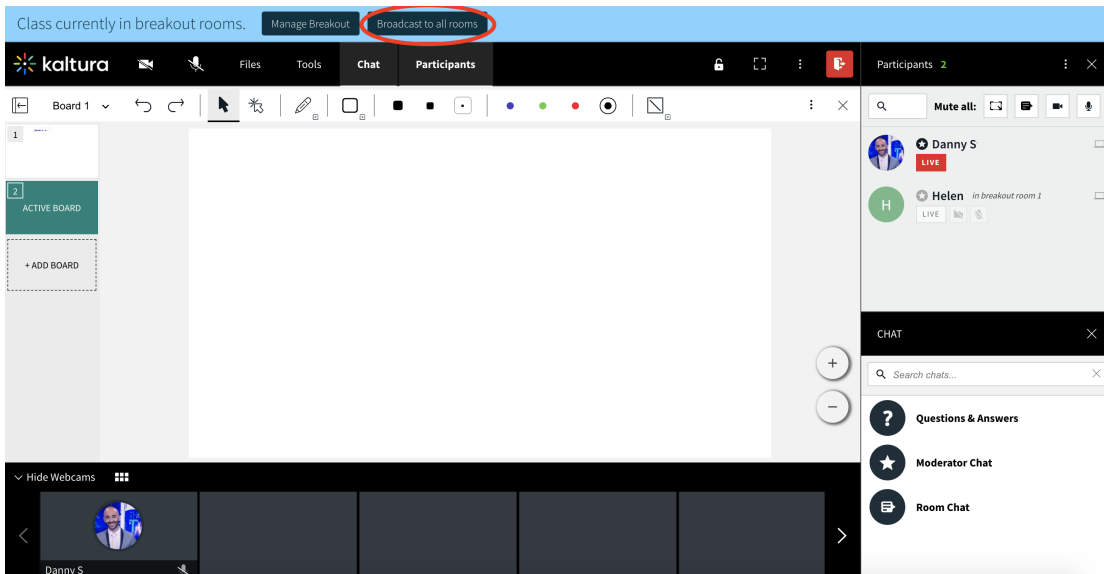 Class currently in breakout rooms. Manage Breakout Broadcast to all rooms
kaltura Files Tools Chat Participants
Participants 2
Board 1
Mute all:
1
Danny S
LIVE
2
ACTIVE BOARD
Helen in breakout room 1
H
LIVE
+ ADD BOARD
CHAT
Search chats...
? Questions & Answers
Moderator Chat
Room Chat
Hide Webcams
Danny S